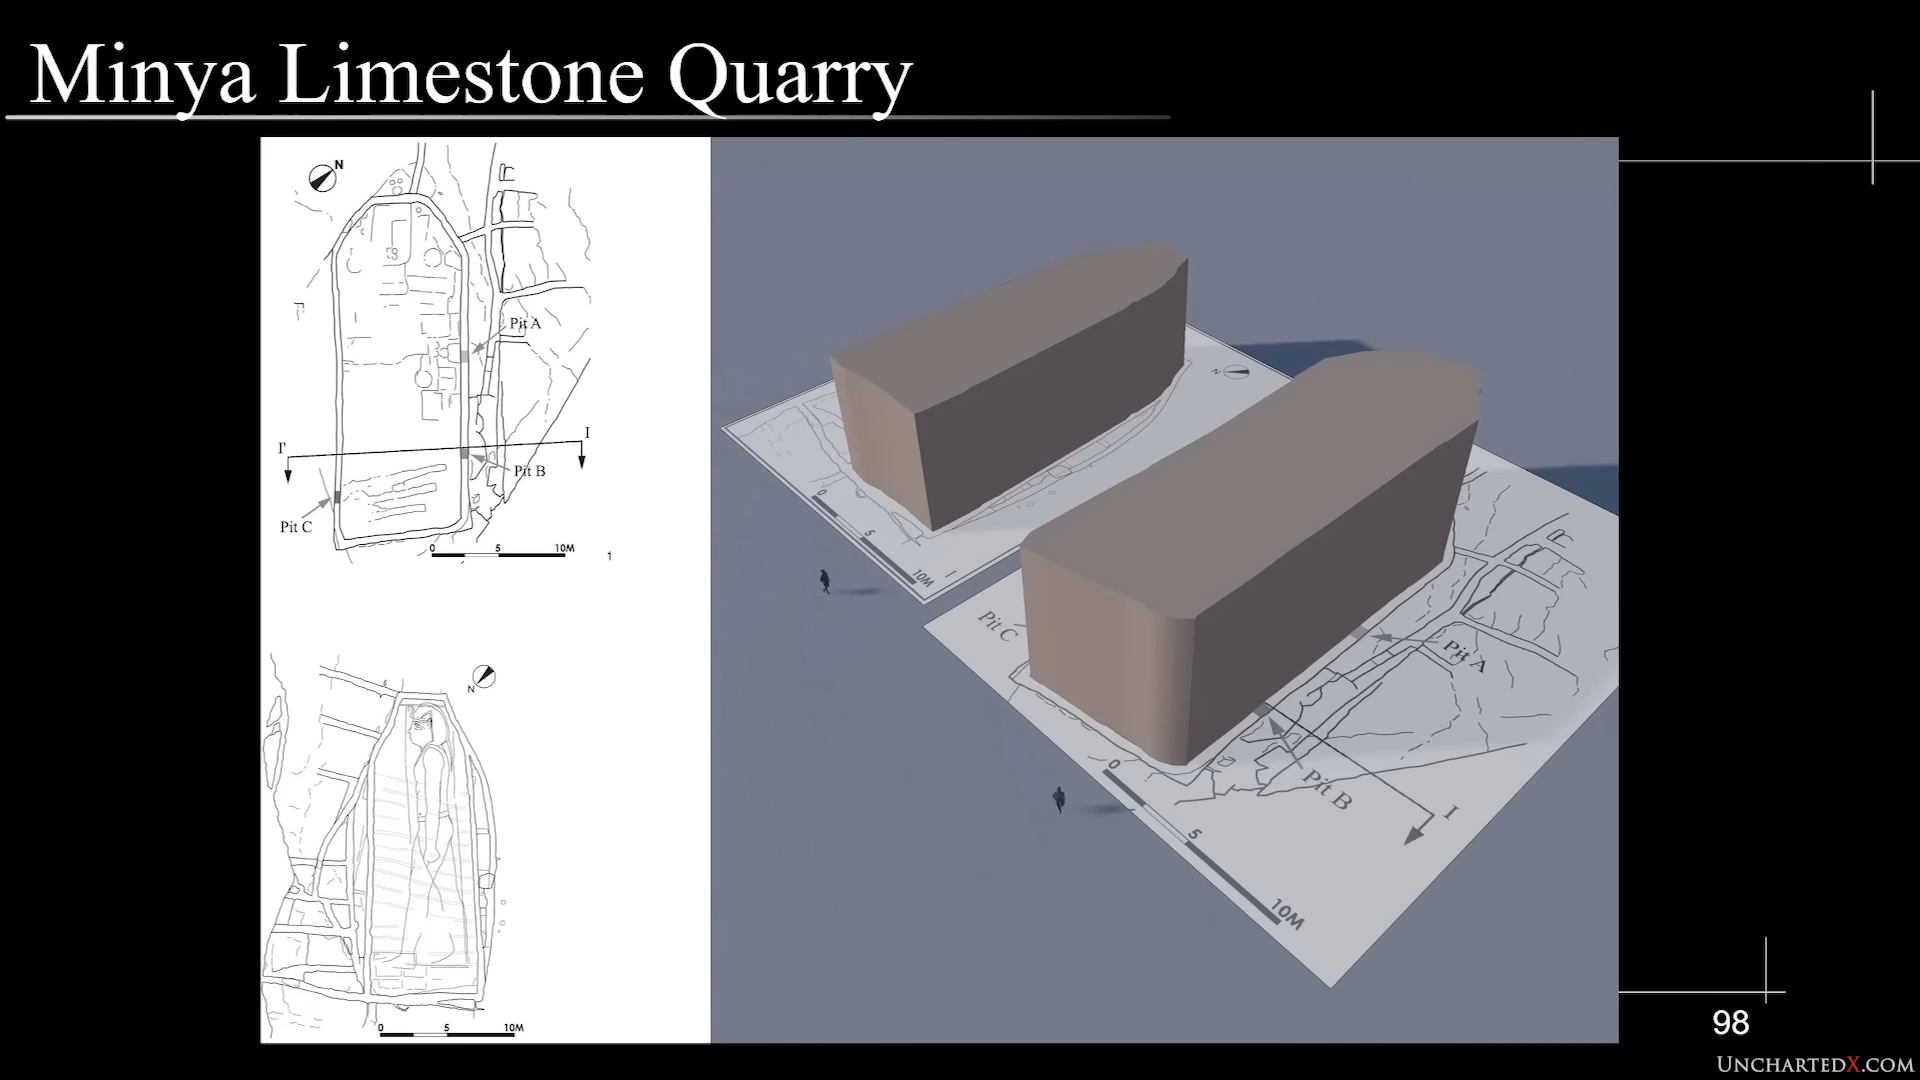 Minya Limestone Quarry
N
Pit A
I' I
Pit B
Pit C
0 5 10M
1
N
0 5 10M
N
0
5
10M
1
Pit C
Pit A
Pit B
I
0
5
10M
98
UNCHARTEDX.COM